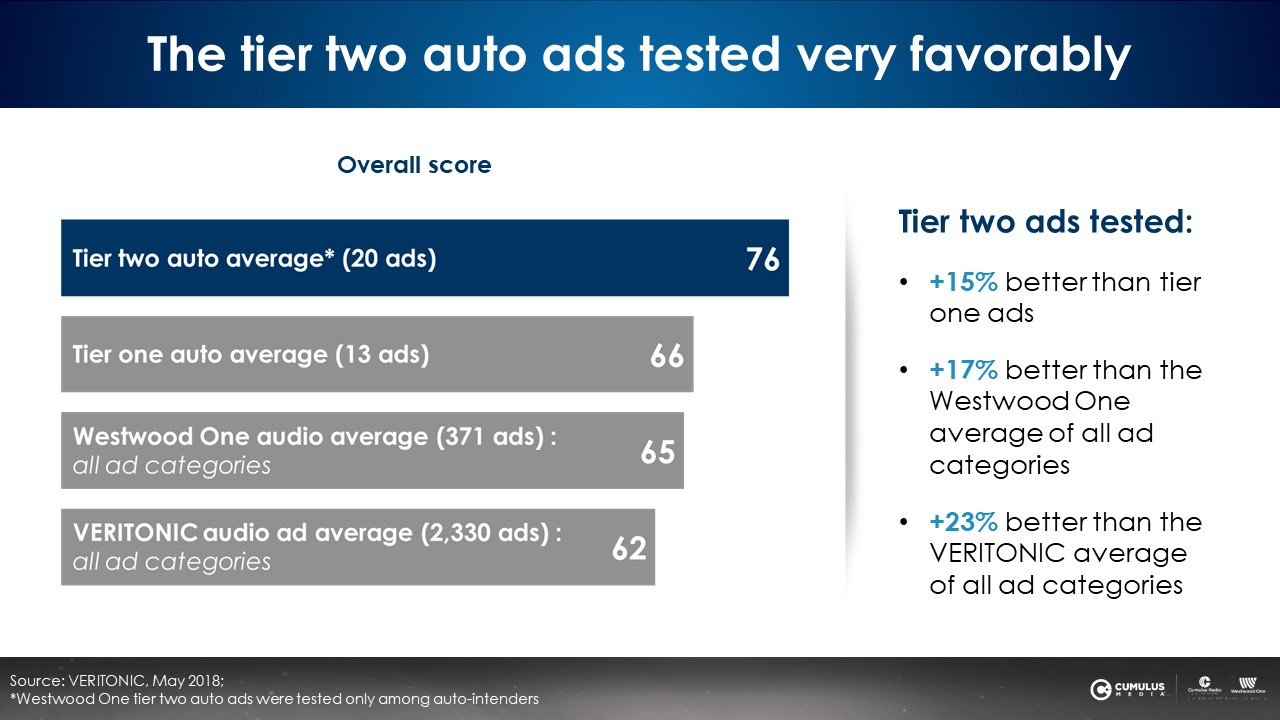 The tier two auto ads tested very favorably
Overall score
Tier two auto average* (20 ads)
76
Tier one auto average (13 ads)
66
Westwood One audio average (371 ads) :
all ad categories
65
VERITONIC audio ad average (2,330 ads) :
all ad categories
62
Tier two ads tested:
• +15% better than tier
one ads
• +17% better than the
Westwood One
average of all ad
categories
• +23% better than the
VERITONIC average
of all ad categories
Source: VERITONIC, May 2018;
*Westwood One tier two auto ads were tested only among auto-intenders
CUMULUS
MEDIA
Cumulus Radio
Westwood One